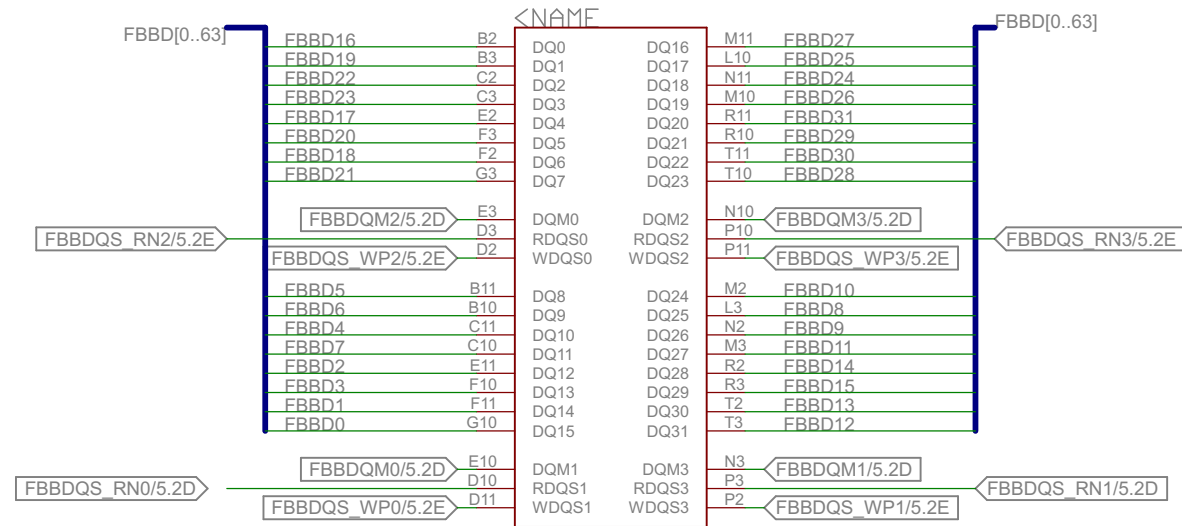 <NAME
FBBD[0..63] FBBD[0..63]
FBBD16 B2 DQ0 DQ16 M11 FBBD27
FBBD19 B3 DQ1 DQ17 L10 FBBD25
FBBD22 C2 DQ2 DQ18 N11 FBBD24
FBBD23 C3 DQ3 DQ19 M10 FBBD26
FBBD17 E2 DQ4 DQ20 R11 FBBD31
FBBD20 F3 DQ5 DQ21 R10 FBBD29
FBBD18 F2 DQ6 DQ22 T11 FBBD30
FBBD21 G3 DQ7 DQ23 T10 FBBD28
FBBDQM2/5.2D E3 DQM0 DQM2 N10 FBBDQM3/5.2D
FBBDQS_RN2/5.2E D3 RDQS0 RDQS2 P10 FBBDQS_RN3/5.2E
FBBDQS_WP2/5.2E D2 WDQS0 WDQS2 P11 FBBDQS_WP3/5.2E
FBBD5 B11 DQ8 DQ24 M2 FBBD10
FBBD6 B10 DQ9 DQ25 L3 FBBD8
FBBD4 C11 DQ10 DQ26 N2 FBBD9
FBBD7 C10 DQ11 DQ27 M3 FBBD11
FBBD2 E11 DQ12 DQ28 R2 FBBD14
FBBD3 F10 DQ13 DQ29 R3 FBBD15
FBBD1 F11 DQ14 DQ30 T2 FBBD13
FBBD0 G10 DQ15 DQ31 T3 FBBD12
FBBDQM0/5.2D E10 DQM1 DQM3 N3 FBBDQM1/5.2D
FBBDQS_RN0/5.2D D10 RDQS1 RDQS3 P3 FBBDQS_RN1/5.2D
FBBDQS_WP0/5.2E D11 WDQS1 WDQS3 P2 FBBDQS_WP1/5.2E